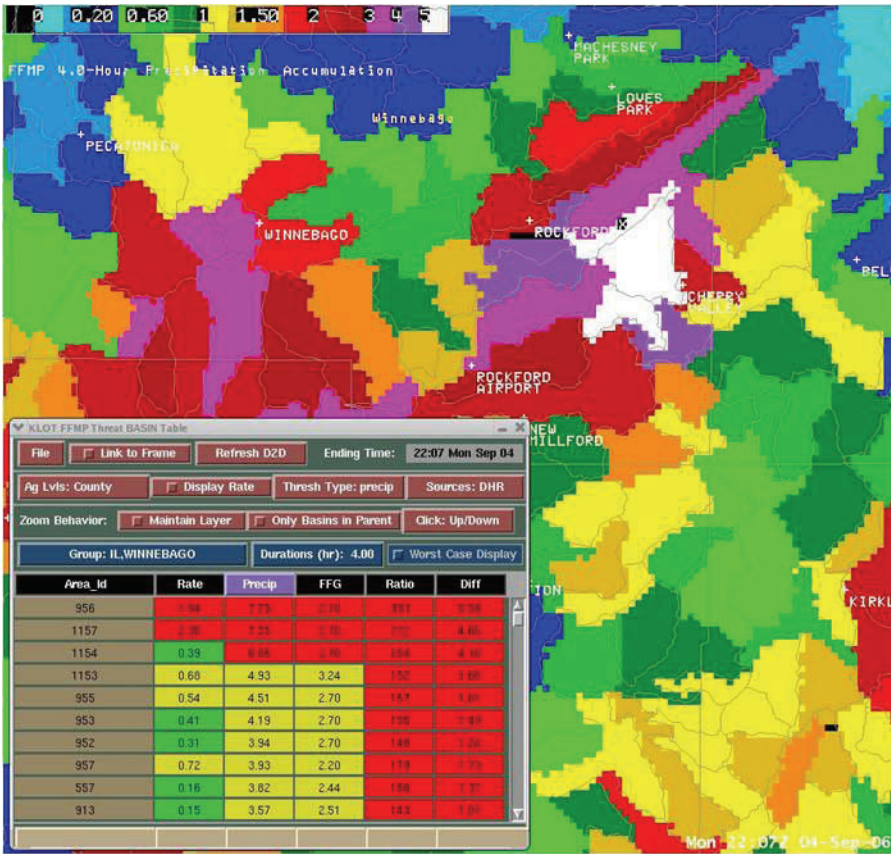 0 0.20 0.60 1 1.50 2 3 4 5
FFMP 4.0-Hour Precipitation Accumulation
MACHESNEY
PARK
LOVES
PARK
Winnebago
PECATONICA
WINNEBAGO
ROCKFORD
CHERRY
VALLEY
ROCKFORD
AIRPORT
NEW
MILLFORD
KLOT FFMP Threat BASIN Table
File Link to Frame Refresh D2D Ending Time: 22:07 Mon Sep 04
Ag Lvls: County Display Rate Thresh Type: precip Sources: DHR
Zoom Behavior: Maintain Layer Only Basins in Parent Click: Up/Down
Group: IL,WINNEBAGO Durations (hr): 4.00 Worst Case Display
Area_Id Rate Precip FFG Ratio Diff
956
1157
1154 0.39
1153 0.68 4.93 3.24 152
955 0.54 4.51 2.70
953 0.41 4.19 2.70
952 0.31 3.94 2.70
957 0.72 3.93 2.20
557 0.16 3.82 2.44
913 0.15 3.57 2.51
TION
KIRKL
BEL
Mon 22:07Z 04-Sep-06